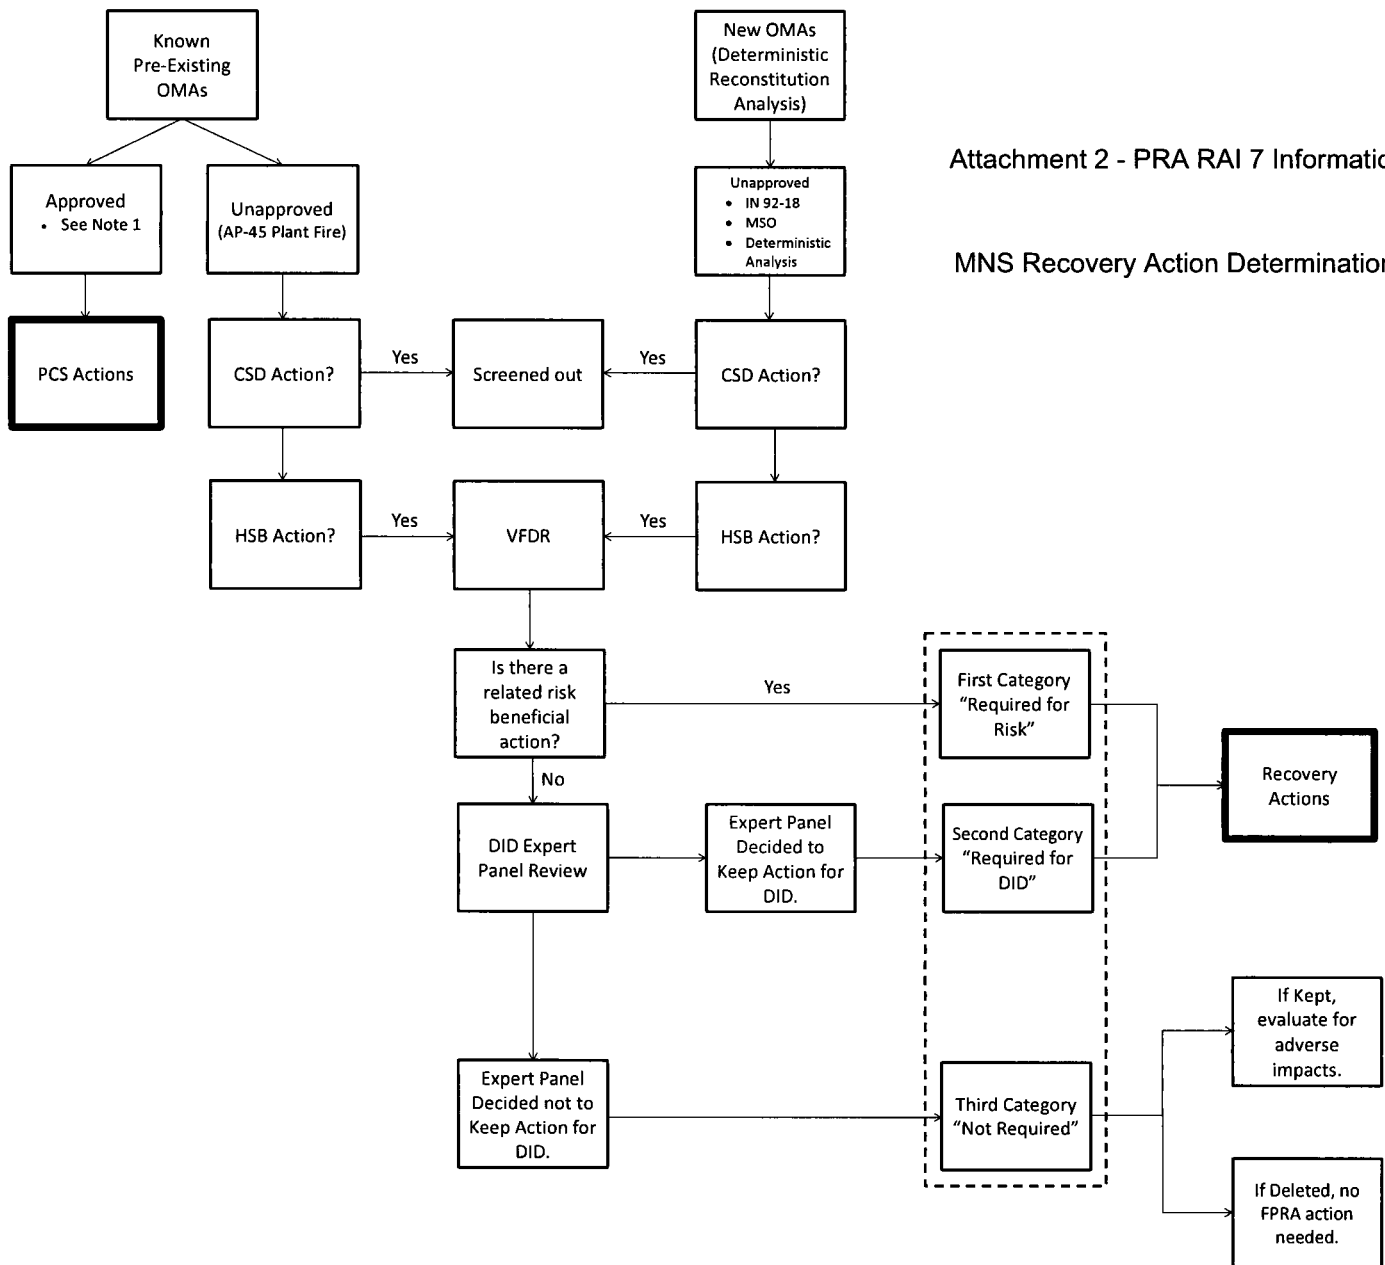 Known
Pre-Existing
OMAs
New OMAs
(Deterministic
Reconstitution
Analysis)
Attachment 2 - PRA RAI 7 Informatio
MNS Recovery Action Determination
Approved
• See Note 1
Unapproved
(AP-45 Plant Fire)
Unapproved
• IN 92-18
• MSO
• Deterministic
Analysis
PCS Actions
CSD Action?
Yes
Screened out
Yes
CSD Action?
HSB Action?
Yes
VFDR
Yes
HSB Action?
Is there a
related risk
beneficial
action?
Yes
First Category
“Required for
Risk”
No
Recovery
Actions
DID Expert
Panel Review
Expert Panel
Decided to
Keep Action for
DID.
Second Category
“Required for
DID”
If Kept,
evaluate for
adverse
impacts.
Expert Panel
Decided not to
Keep Action for
DID.
Third Category
“Not Required”
If Deleted, no
FPRA action
needed.